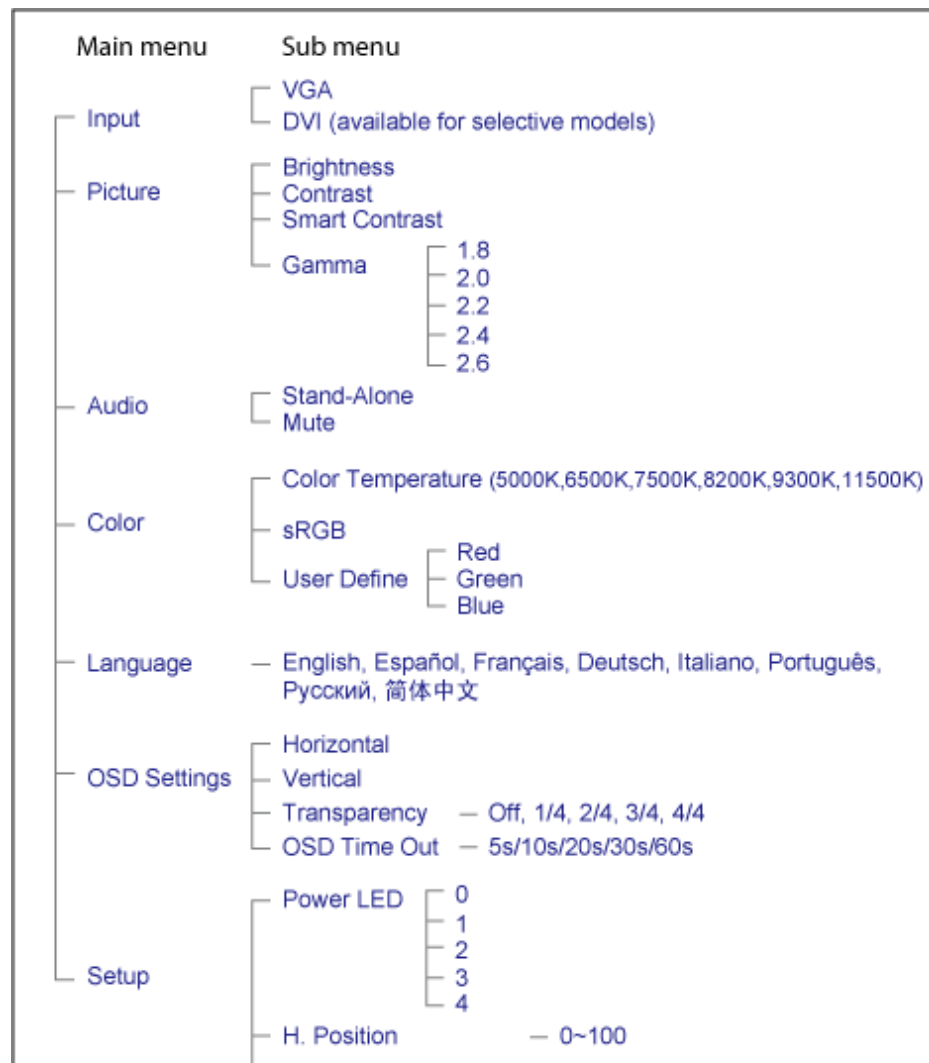 Main menu Sub menu
VGA
Input
DVI (available for selective models)
Brightness
Picture
Contrast
Smart Contrast
Gamma
1.8
2.0
2.2
2.4
2.6
Audio
Stand-Alone
Mute
Color Temperature (5000K,6500K,7500K,8200K,9300K,11500K)
Color
sRGB
User Define
Red
Green
Blue
Language
English, Español, Français, Deutsch, Italiano, Português,
Русский, 简体中文
Horizontal
OSD Settings
Vertical
Transparency Off, 1/4, 2/4, 3/4, 4/4
OSD Time Out 5s/10s/20s/30s/60s
Power LED
0
1
2
3
4
Setup
H. Position 0~100